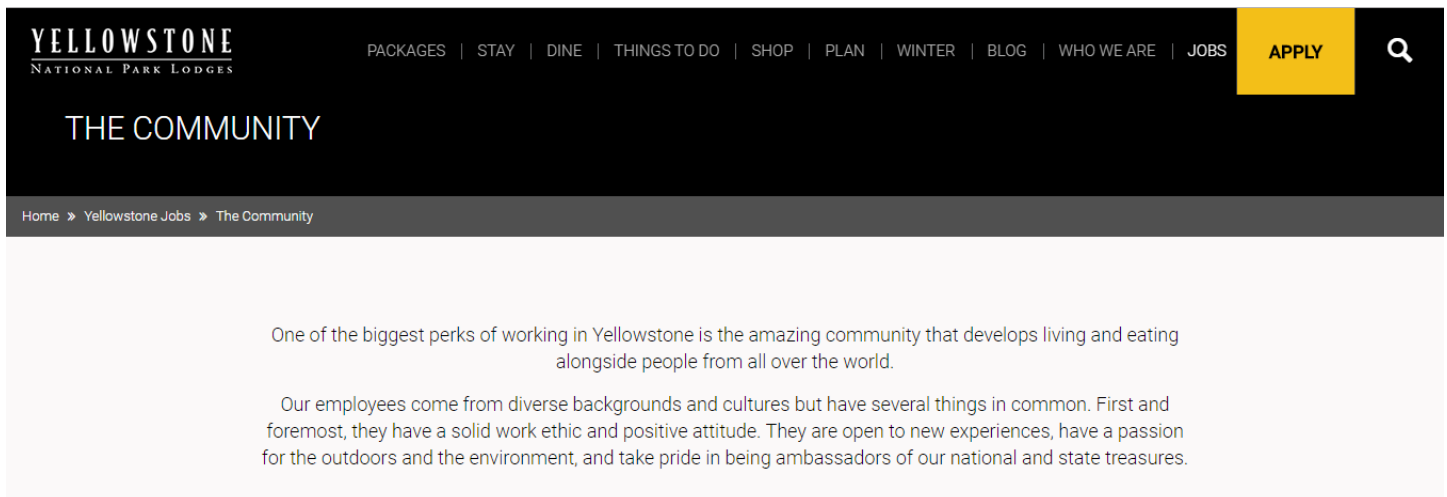 YELLOWSTONE
NATIONAL PARK LODGES
PACKAGES | STAY | DINE | THINGS TO DO | SHOP | PLAN | WINTER | BLOG | WHO WE ARE | JOBS APPLY
THE COMMUNITY
Home » Yellowstone Jobs » The Community
One of the biggest perks of working in Yellowstone is the amazing community that develops living and eating
alongside people from all over the world.
Our employees come from diverse backgrounds and cultures but have several things in common. First and
foremost, they have a solid work ethic and positive attitude. They are open to new experiences, have a passion
for the outdoors and the environment, and take pride in being ambassadors of our national and state treasures.